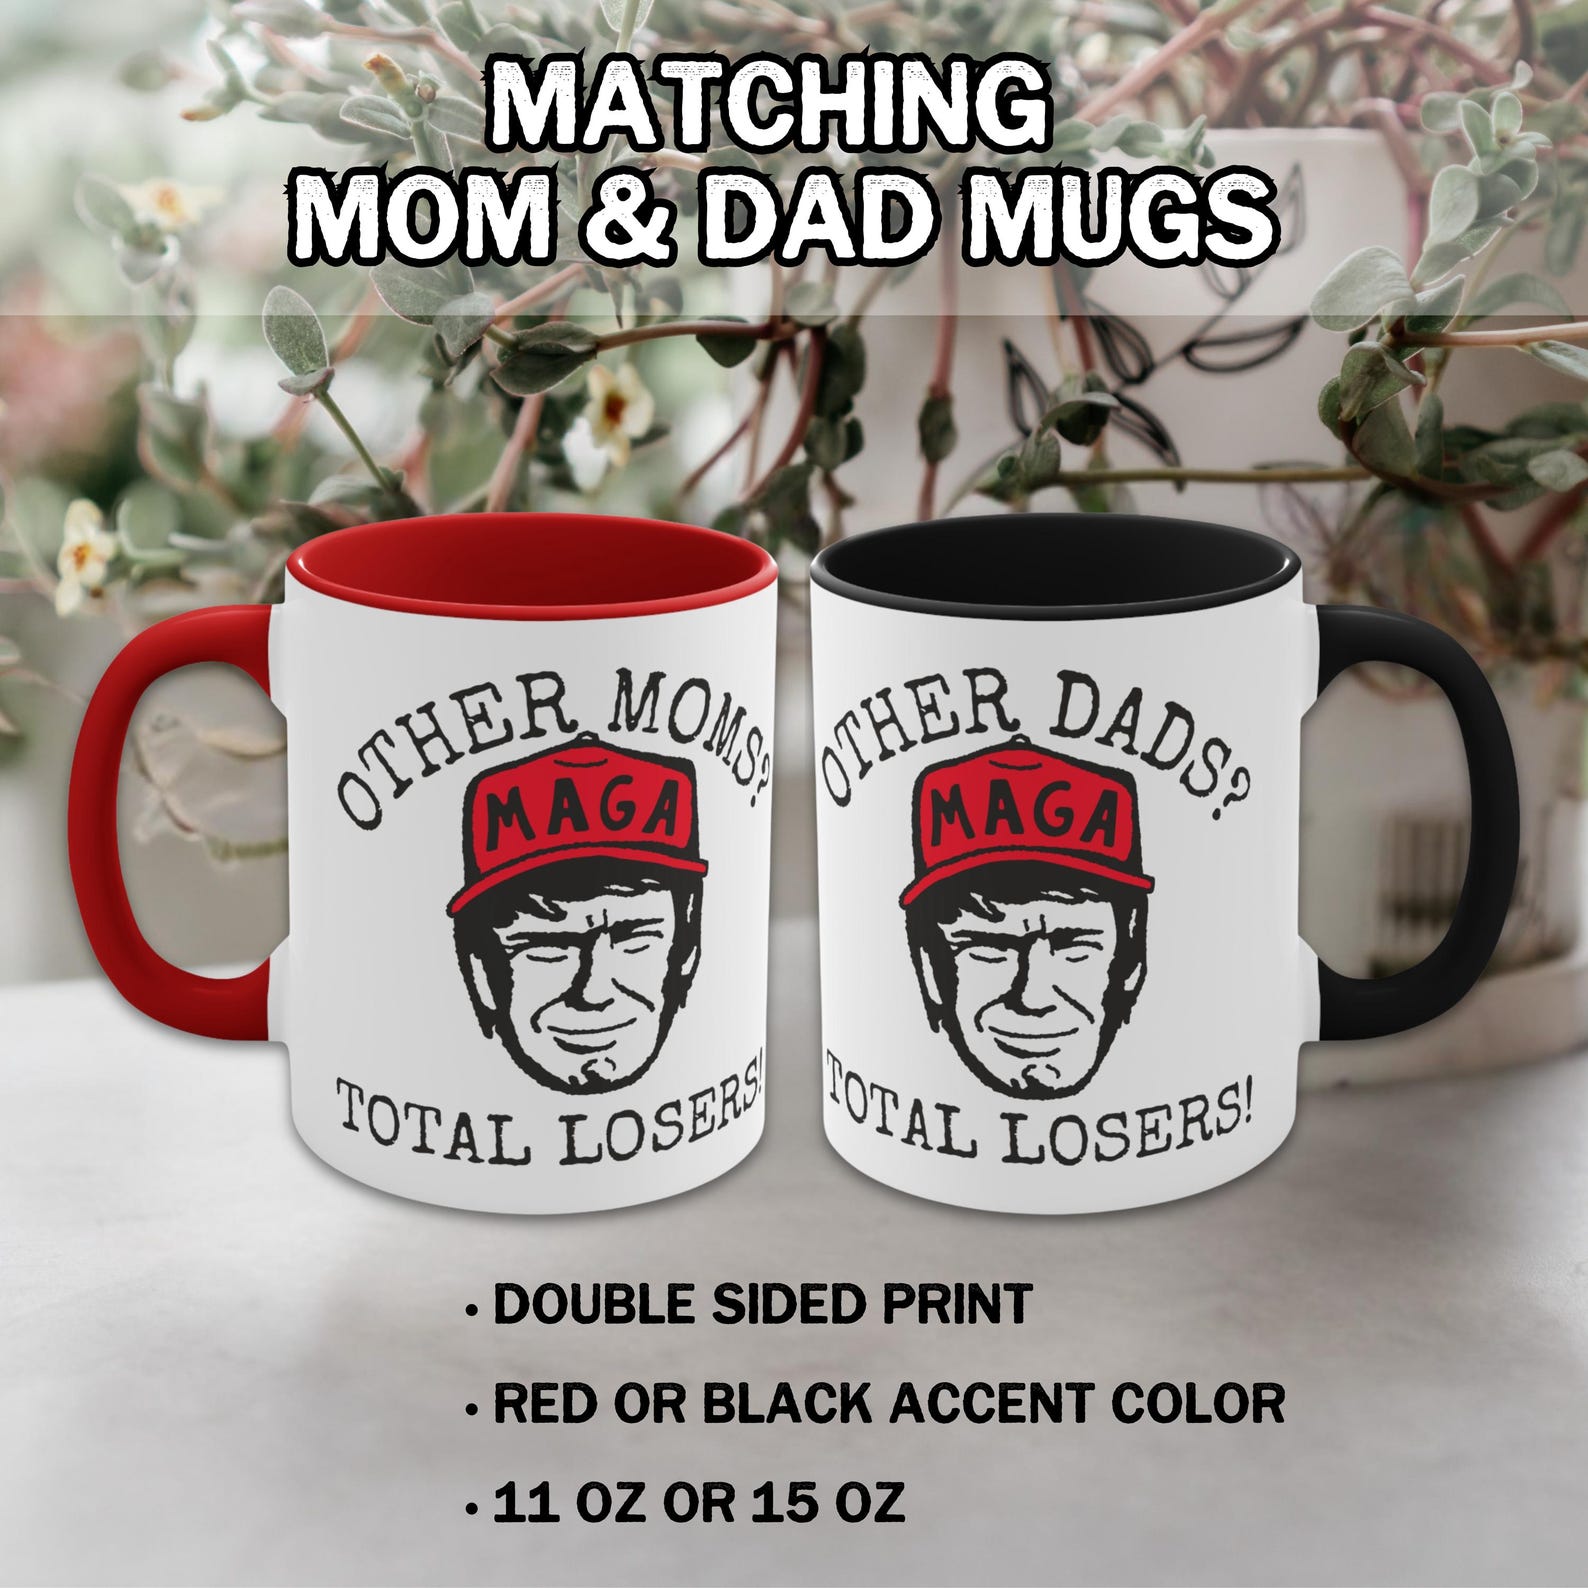 MATCHING
MOM & DAD MUGS
OTHER MOMS?
MAGA
TOTAL LOSERS!
OTHER DADS?
MAGA
TOTAL LOSERS!
• DOUBLE SIDED PRINT
• RED OR BLACK ACCENT COLOR
• 11 OZ OR 15 OZ